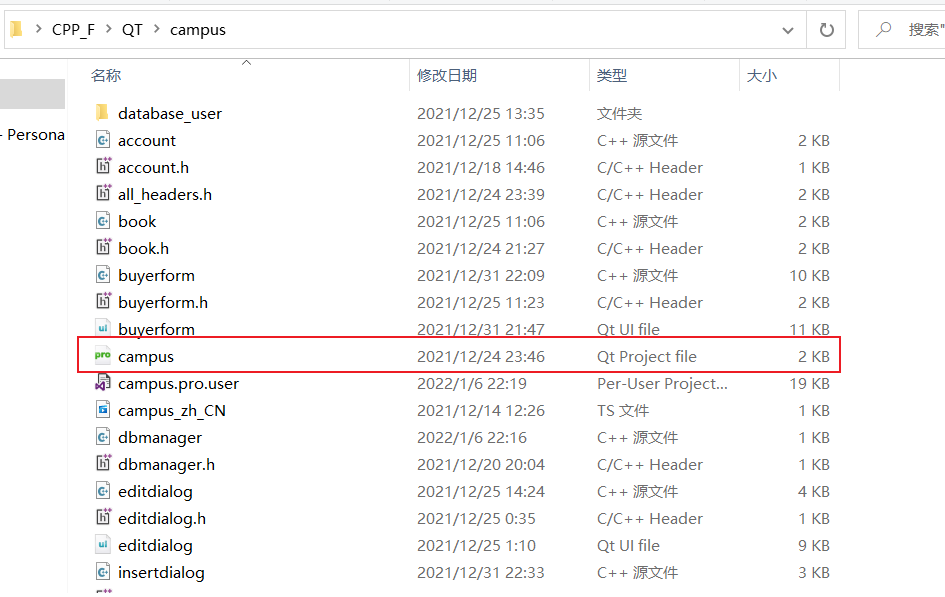 CPP_F > QT > campus 搜索"
名称 修改日期 类型 大小
database_user 2021/12/25 13:35 文件夹
- Persona
account 2021/12/25 11:06 C++ 源文件 2 KB
account.h 2021/12/18 14:46 C/C++ Header 1 KB
all_headers.h 2021/12/24 23:39 C/C++ Header 2 KB
book 2021/12/25 11:06 C++ 源文件 2 KB
book.h 2021/12/24 21:27 C/C++ Header 2 KB
buyerform 2021/12/31 22:09 C++ 源文件 10 KB
buyerform.h 2021/12/25 11:23 C/C++ Header 2 KB
buyerform 2021/12/31 21:47 Qt UI file 11 KB
campus 2021/12/24 23:46 Qt Project file 2 KB
campus.pro.user 2022/1/6 22:19 Per-User Project... 19 KB
campus_zh_CN 2021/12/14 12:26 TS 文件 1 KB
dbmanager 2022/1/6 22:16 C++ 源文件 1 KB
dbmanager.h 2021/12/20 20:04 C/C++ Header 1 KB
editdialog 2021/12/25 14:24 C++ 源文件 4 KB
editdialog.h 2021/12/25 0:35 C/C++ Header 1 KB
editdialog 2021/12/25 1:10 Qt UI file 9 KB
insertdialog 2021/12/31 22:33 C++ 源文件 3 KB